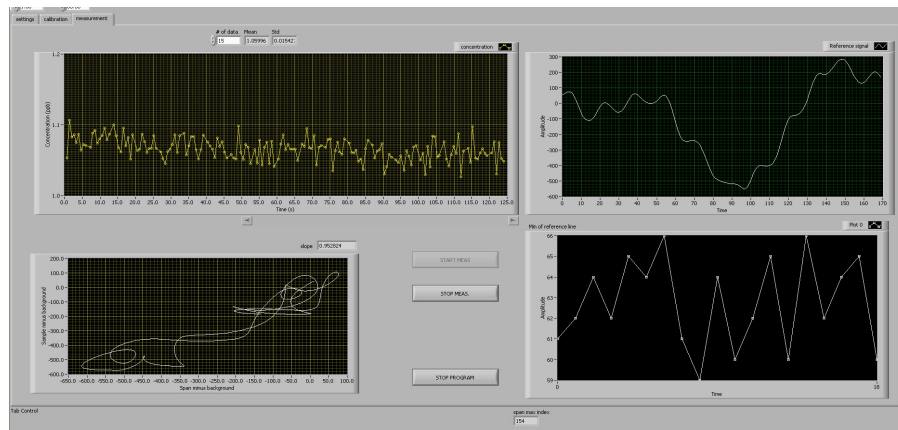 settings calibration measurement
# of data Mean Std
15 1.05996 0.01542
concentration
Concentration (ppb)
1.2
1.1
1.0
0.0 5.0 10.0 15.0 20.0 25.0 30.0 35.0 40.0 45.0 50.0 55.0 60.0 65.0 70.0 75.0 80.0 85.0 90.0 95.0 100.0 105.0 110.0 115.0 120.0 125.0
Time (s)
Reference signal
Amplitude
300
200
100
0
-100
-200
-300
-400
-500
-600
0 10 20 30 40 50 60 70 80 90 100 110 120 130 140 150 160 170
Time
slope 0.952824
Sample minus background
200.0
100.0
0.0
-100.0
-200.0
-300.0
-400.0
-500.0
-600.0
-650.0 -600.0 -550.0 -500.0 -450.0 -400.0 -350.0 -300.0 -250.0 -200.0 -150.0 -100.0 -50.0 0.0 50.0 100.0
Span minus background
START MEAS
STOP MEAS.
STOP PROGRAM
Min of reference line
Plot 0
Amplitude
66
65
64
62
61
60
59
0 18
Time
Tab Control
span max index
154